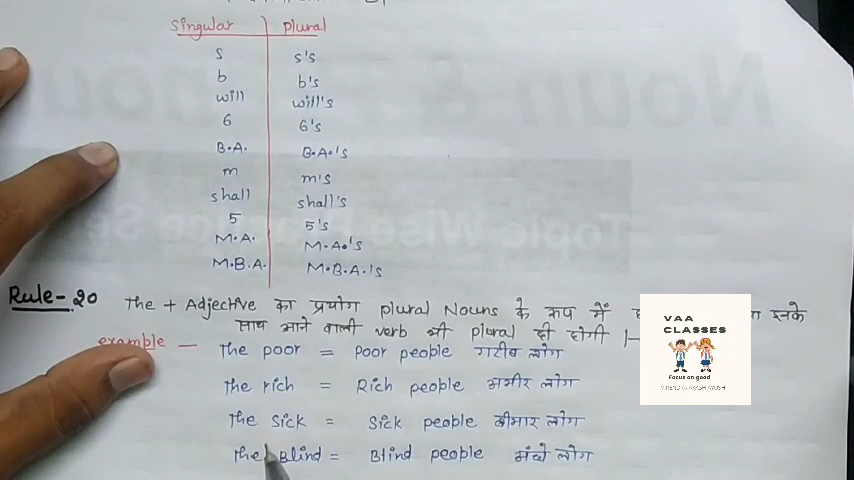 singular plural
s s's
b b's
will will's
6 6's
B.A. B.A.'s
m m's
shall shall's
5 5's
M.A. M.A.'s
M.B.A. M.B.A.'s
Rule-20 The + Adjective का प्रयोग plural Nouns के रूप में इनके
साथ आने वाली verb भी plural ही होगी
example - The poor = Poor people गरीब लोग
The rich = Rich people अमीर लोग
The sick = Sick people बीमार लोग
The Blind = Blind people अंधे लोग
VAA
CLASSES
Focus on good